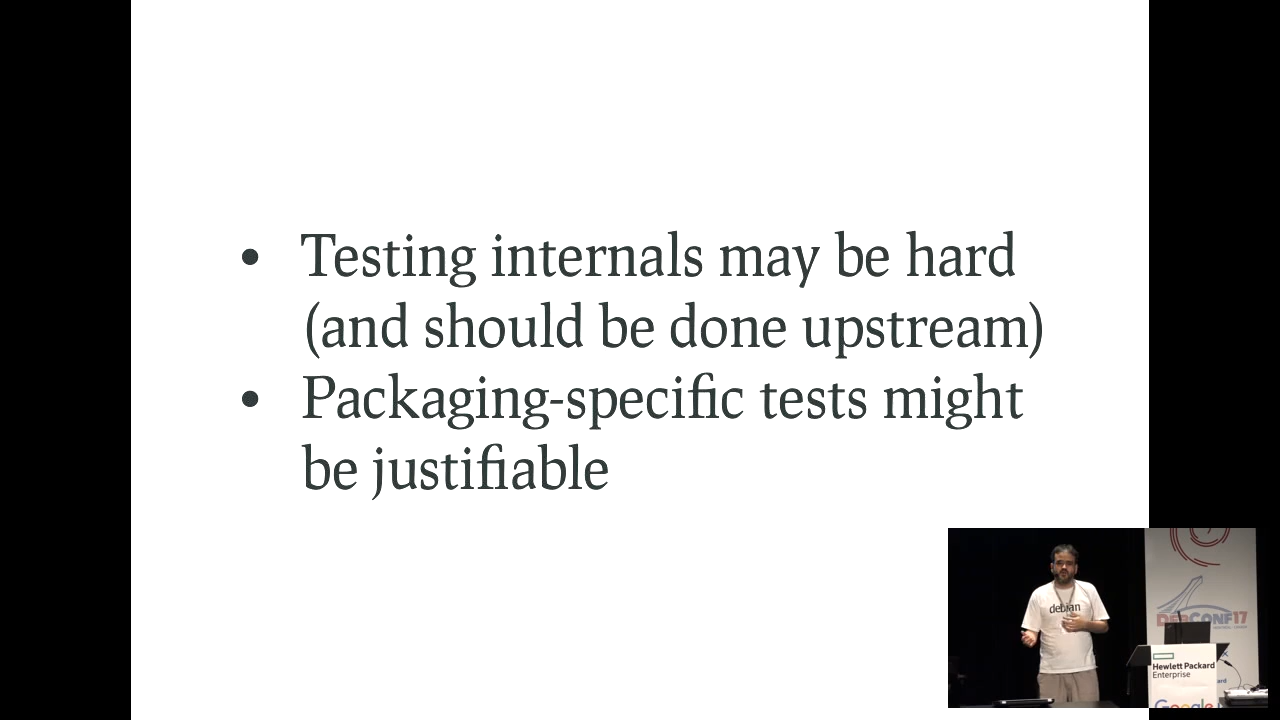 • Testing internals may be hard
(and should be done upstream)
• Packaging-specific tests might
be justifiable
debian
DEBCONF17
Hewlett Packard
Enterprise
Google